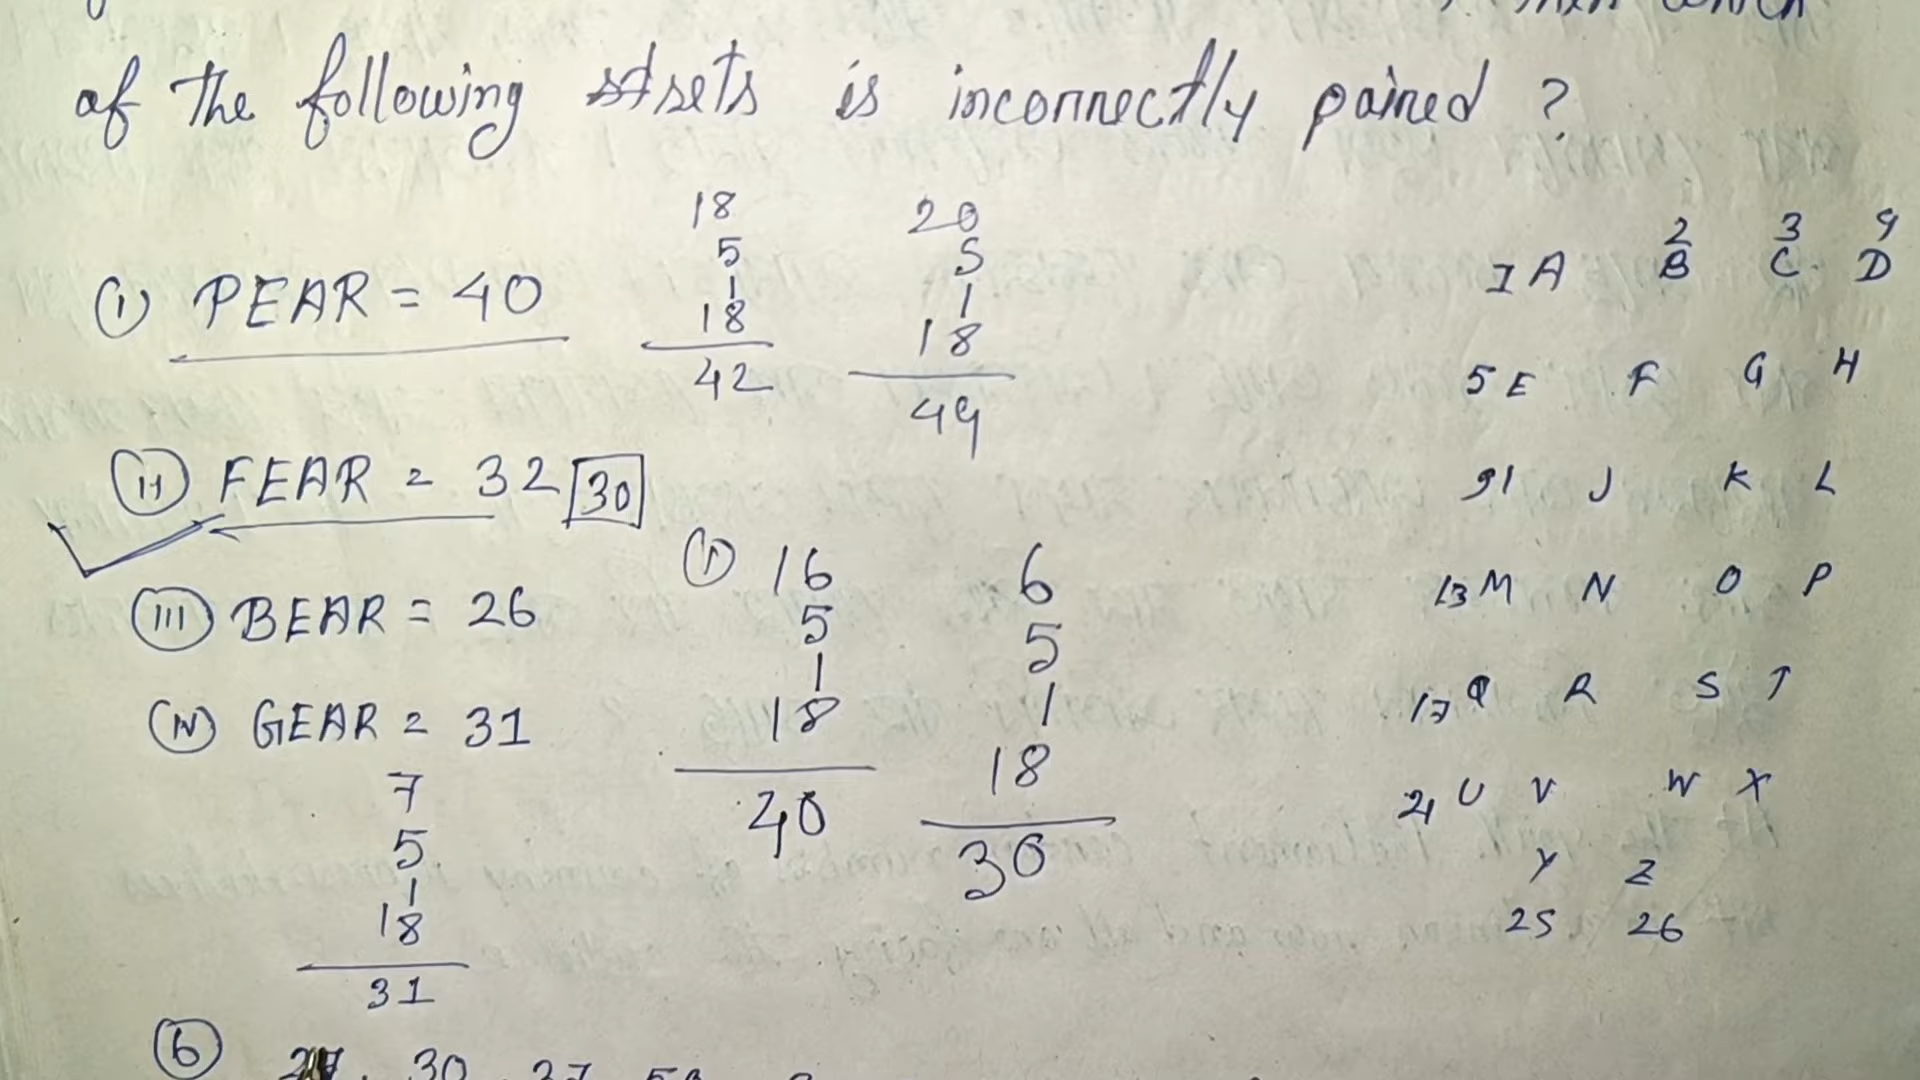 of the following sets is incorrectly paired ?
(I) PEAR = 40
18
5
1
18
42
20
5
1
18
44
(II) FEAR = 32 30
(III) BEAR = 26
(IV) GEAR = 31
7
5
1
18
31
(I) 16
5
1
18
40
6
5
1
18
30
2 3 4
1 A B C D
5 E F G H
9 I J K L
13 M N O P
17 Q R S T
21 U V W X
Y Z
25 26
(6)